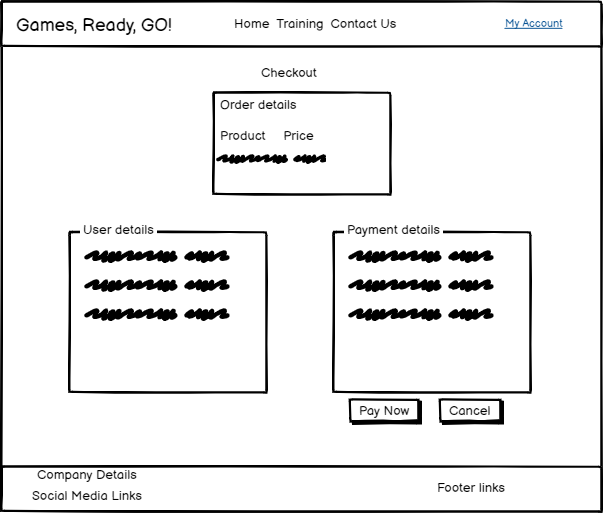 Games, Ready, GO!
Home Training Contact Us
My Account
Checkout
Order details
Product Price
User details
Payment details
Pay Now
Cancel
Company Details
Social Media Links
Footer links